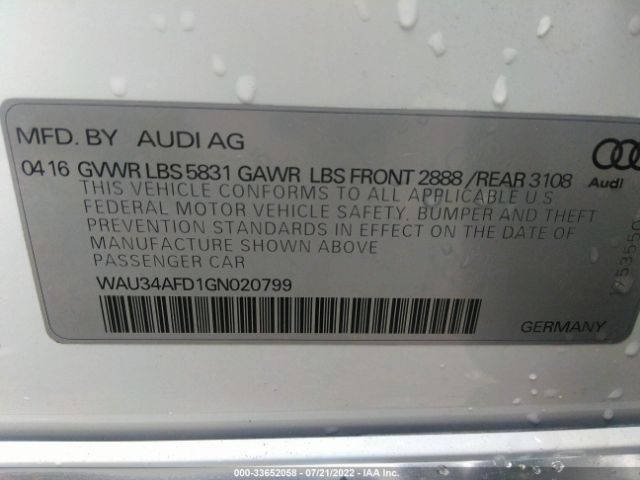 MFD. BY AUDI AG
04 16 GVWR LBS 5831 GAWR LBS FRONT 2888 / REAR 3108
THIS VEHICLE CONFORMS TO ALL APPLICABLE U S
FEDERAL MOTOR VEHICLE SAFETY, BUMPER AND THEFT
PREVENTION STANDARDS IN EFFECT ON THE DATE OF
MANUFACTURE SHOWN ABOVE
PASSENGER CAR
WAU34AFD1GN020799
Audi
1753550
GERMANY
000-33652058 - 07/21/2022 - IAA Inc.